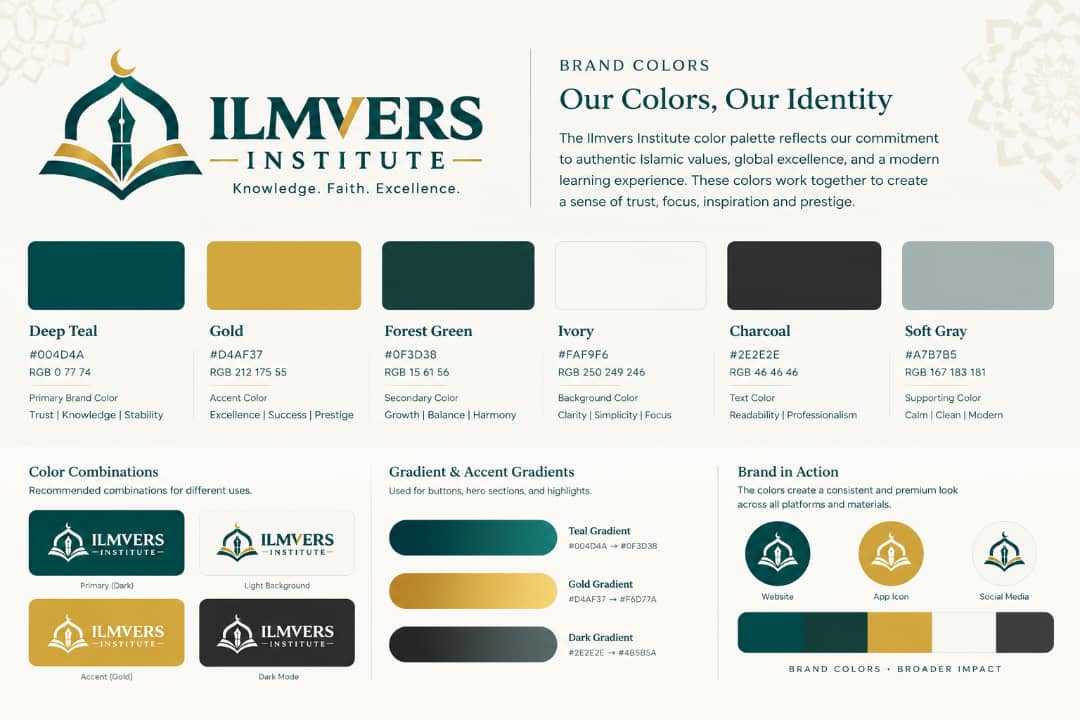 ILMVERS
INSTITUTE
Knowledge. Faith. Excellence.
BRAND COLORS
Our Colors, Our Identity
The Ilmvers Institute color palette reflects our commitment
to authentic Islamic values, global excellence, and a modern
learning experience. These colors work together to create
a sense of trust, focus, inspiration and prestige.
Deep Teal
#004D4A
RGB 0 77 74
Primary Brand Color
Trust | Knowledge | Stability
Gold
#D4AF37
RGB 212 175 55
Accent Color
Excellence | Success | Prestige
Forest Green
#0F3D38
RGB 15 61 56
Secondary Color
Growth | Balance | Harmony
Ivory
#FAF9F6
RGB 250 249 246
Background Color
Clarity | Simplicity | Focus
Charcoal
#2E2E2E
RGB 46 46 46
Text Color
Readability | Professionalism
Soft Gray
#A7B7B5
RGB 167 183 181
Supporting Color
Calm | Clean | Modern
Color Combinations
Recommended combinations for different uses.
ILMVERS
INSTITUTE
Primary (Dark)
ILMVERS
INSTITUTE
Light Background
ILMVERS
INSTITUTE
Accent (Gold)
ILMVERS
INSTITUTE
Dark Mode
Gradient & Accent Gradients
Used for buttons, hero sections, and highlights.
Teal Gradient
#004D4A → #0F3D38
Gold Gradient
#D4AF37 → #F6D77A
Dark Gradient
#2E2E2E → #4B5B5A
Brand in Action
The colors create a consistent and premium look
across all platforms and materials.
Website
App Icon
Social Media
BRAND COLORS • BROADER IMPACT